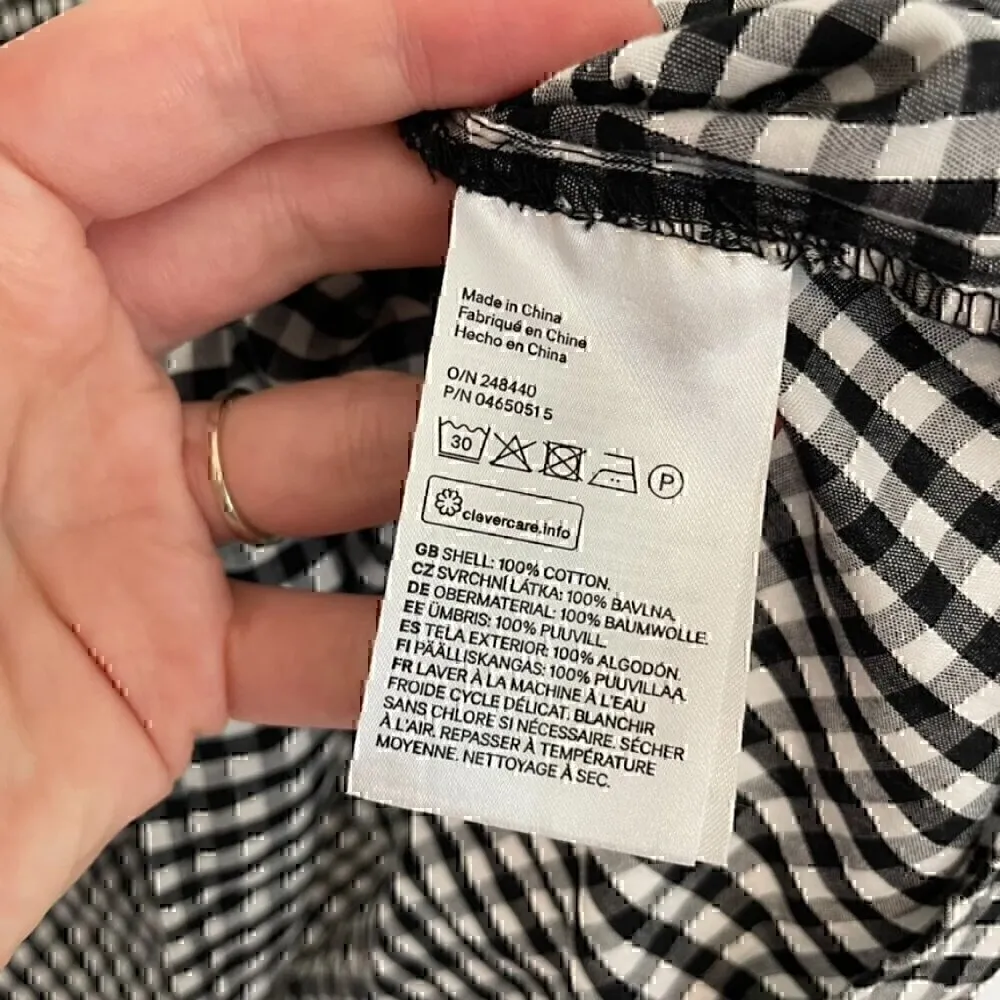 Made in China
Fabriqué en Chine
Hecho en China
O/N 248440
P/N 04650515
30
P
clevercare.info
GB SHELL: 100% COTTON.
CZ SVRCHNÍ LÁTKA: 100% BAVLNA.
DE OBERMATERIAL: 100% BAUMWOLLE.
EE ÜMBRIS: 100% PUUVILL.
ES TELA EXTERIOR: 100% ALGODÓN.
FI PÄÄLLISKANGAS: 100% PUUVILLAA.
FR LAVER À LA MACHINE À L'EAU
FROIDE CYCLE DÉLICAT. BLANCHIR
SANS CHLORE SI NÉCESSAIRE. SÉCHER
À L'AIR. REPASSER À TEMPÉRATURE
MOYENNE. NETTOYAGE À SEC.